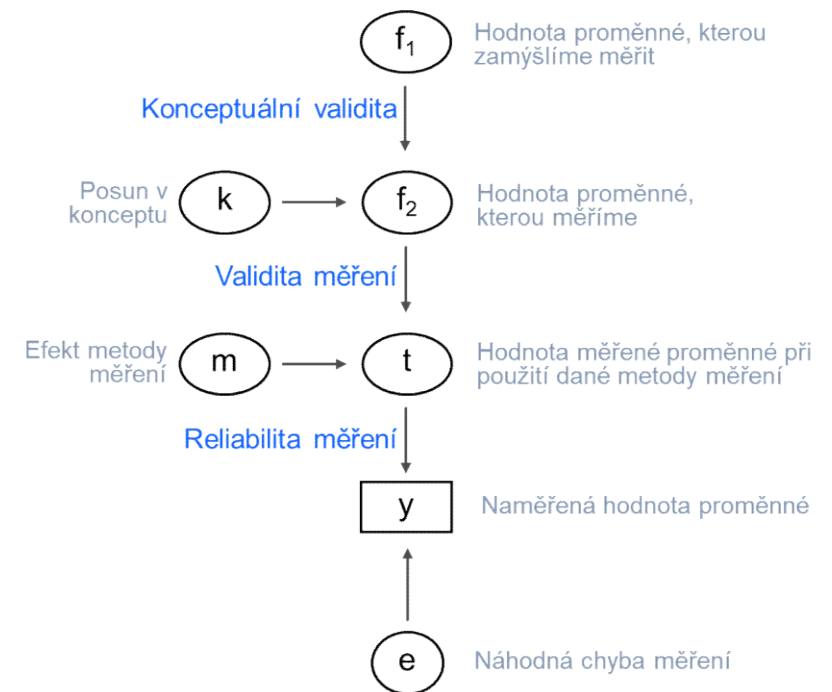 f₁
Hodnota proměnné, kterou
zamýšlíme měřit
Konceptuální validita
Posun v
konceptu
k
f₂
Hodnota proměnné,
kterou měříme
Validita měření
Efekt metody
měření
m
t
Hodnota měřené proměnné při
použití dané metody měření
Reliabilita měření
y
Naměřená hodnota proměnné
e
Náhodná chyba měření